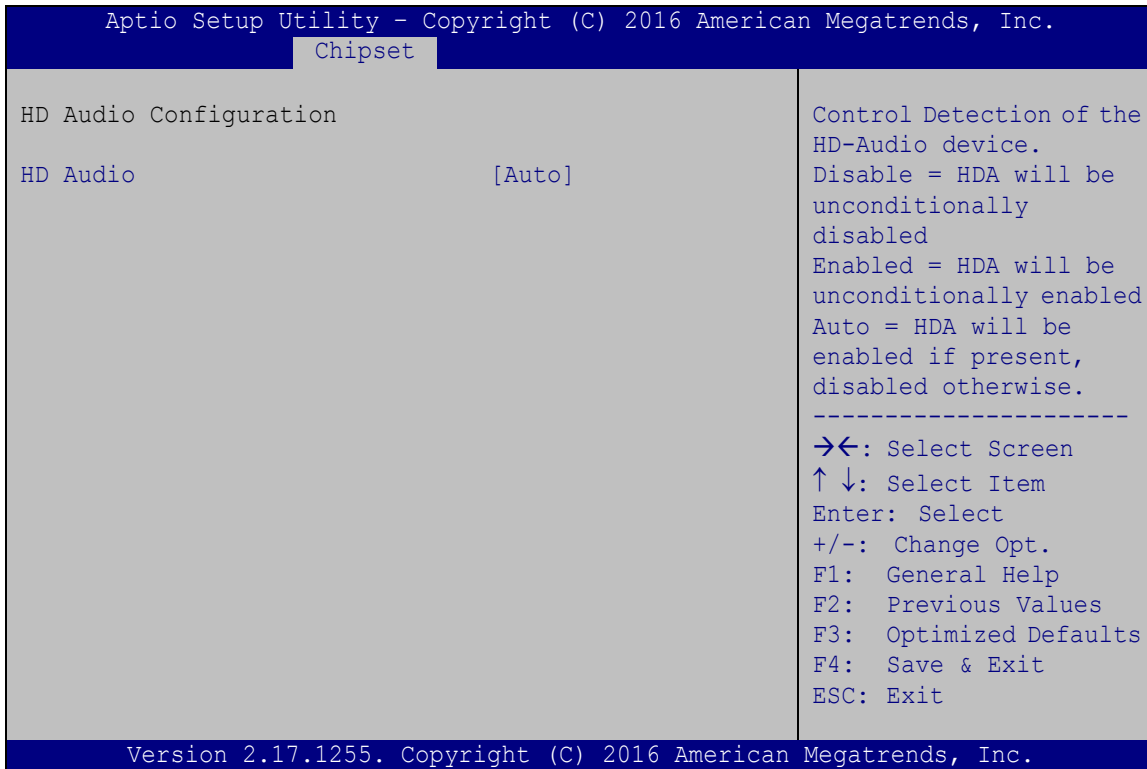 Aptio Setup Utility – Copyright (C) 2016 American Megatrends, Inc.
Chipset
HD Audio Configuration
HD Audio [Auto]
Control Detection of the
HD-Audio device.
Disable = HDA will be
unconditionally
disabled
Enabled = HDA will be
unconditionally enabled
Auto = HDA will be
enabled if present,
disabled otherwise.
----------------------
→←: Select Screen
↑ ↓: Select Item
Enter: Select
+/-: Change Opt.
F1: General Help
F2: Previous Values
F3: Optimized Defaults
F4: Save & Exit
ESC: Exit
Version 2.17.1255. Copyright (C) 2016 American Megatrends, Inc.